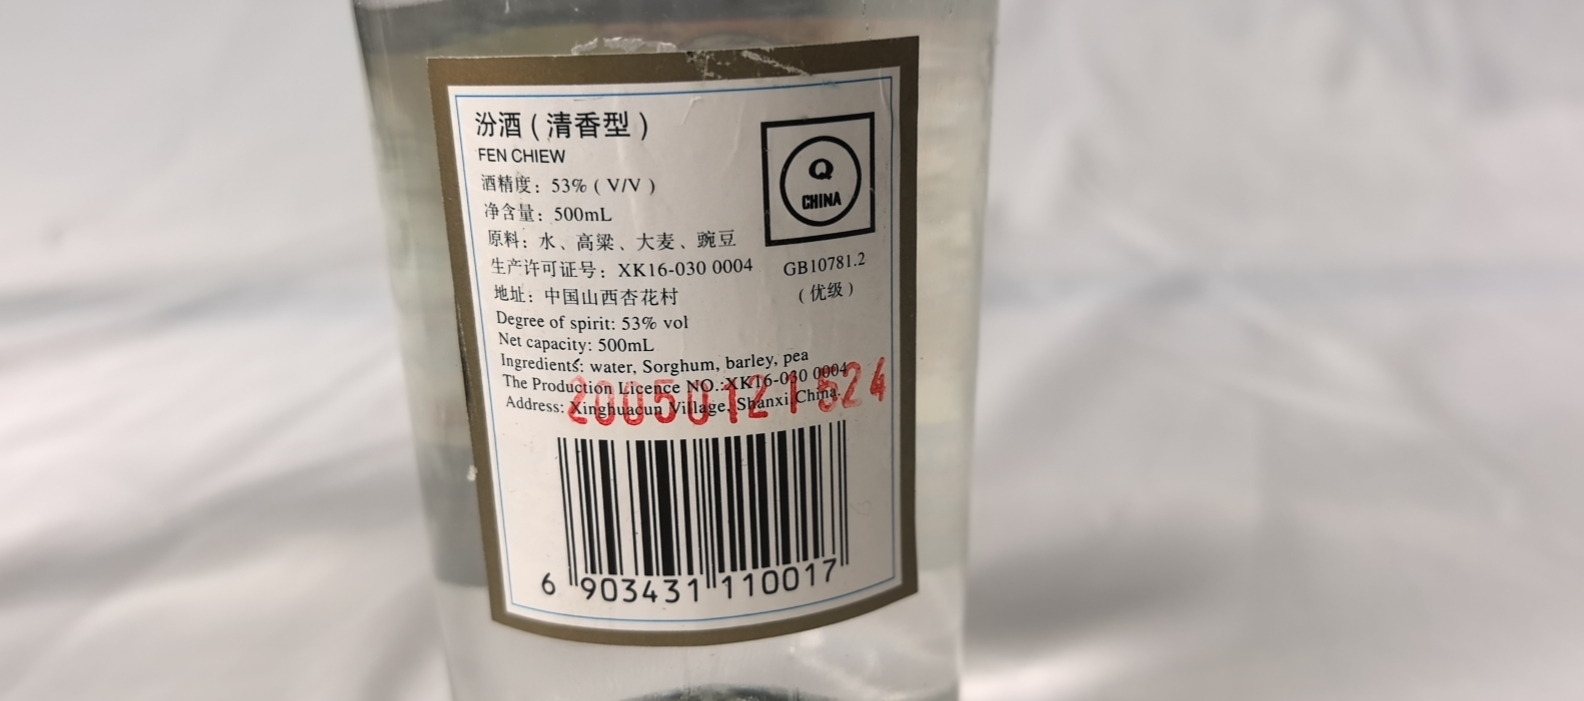 汾酒（清香型）
FEN CHIEW
酒精度：53%（V/V）
净含量：500mL
原料：水、高粱、大麦、豌豆
生产许可证号：XK16-030 0004
地址：中国山西杏花村
Q
CHINA
GB10781.2
（优级）
Degree of spirit: 53% vol
Net capacity: 500mL
Ingredients: water, Sorghum, barley, pea
The Production Licence NO.:XK16-030 0004
Address: Xinghuacun Village, Shanxi,China.
20050121 524
6 903431 110017